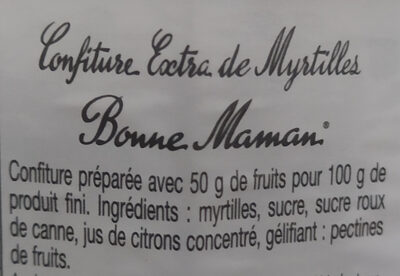 Confiture Extra de Myrtilles
Bonne Maman®
Confiture préparée avec 50 g de fruits pour 100 g de
produit fini. Ingrédients : myrtilles, sucre, sucre roux
de canne, jus de citrons concentré, gélifiant : pectines
de fruits.